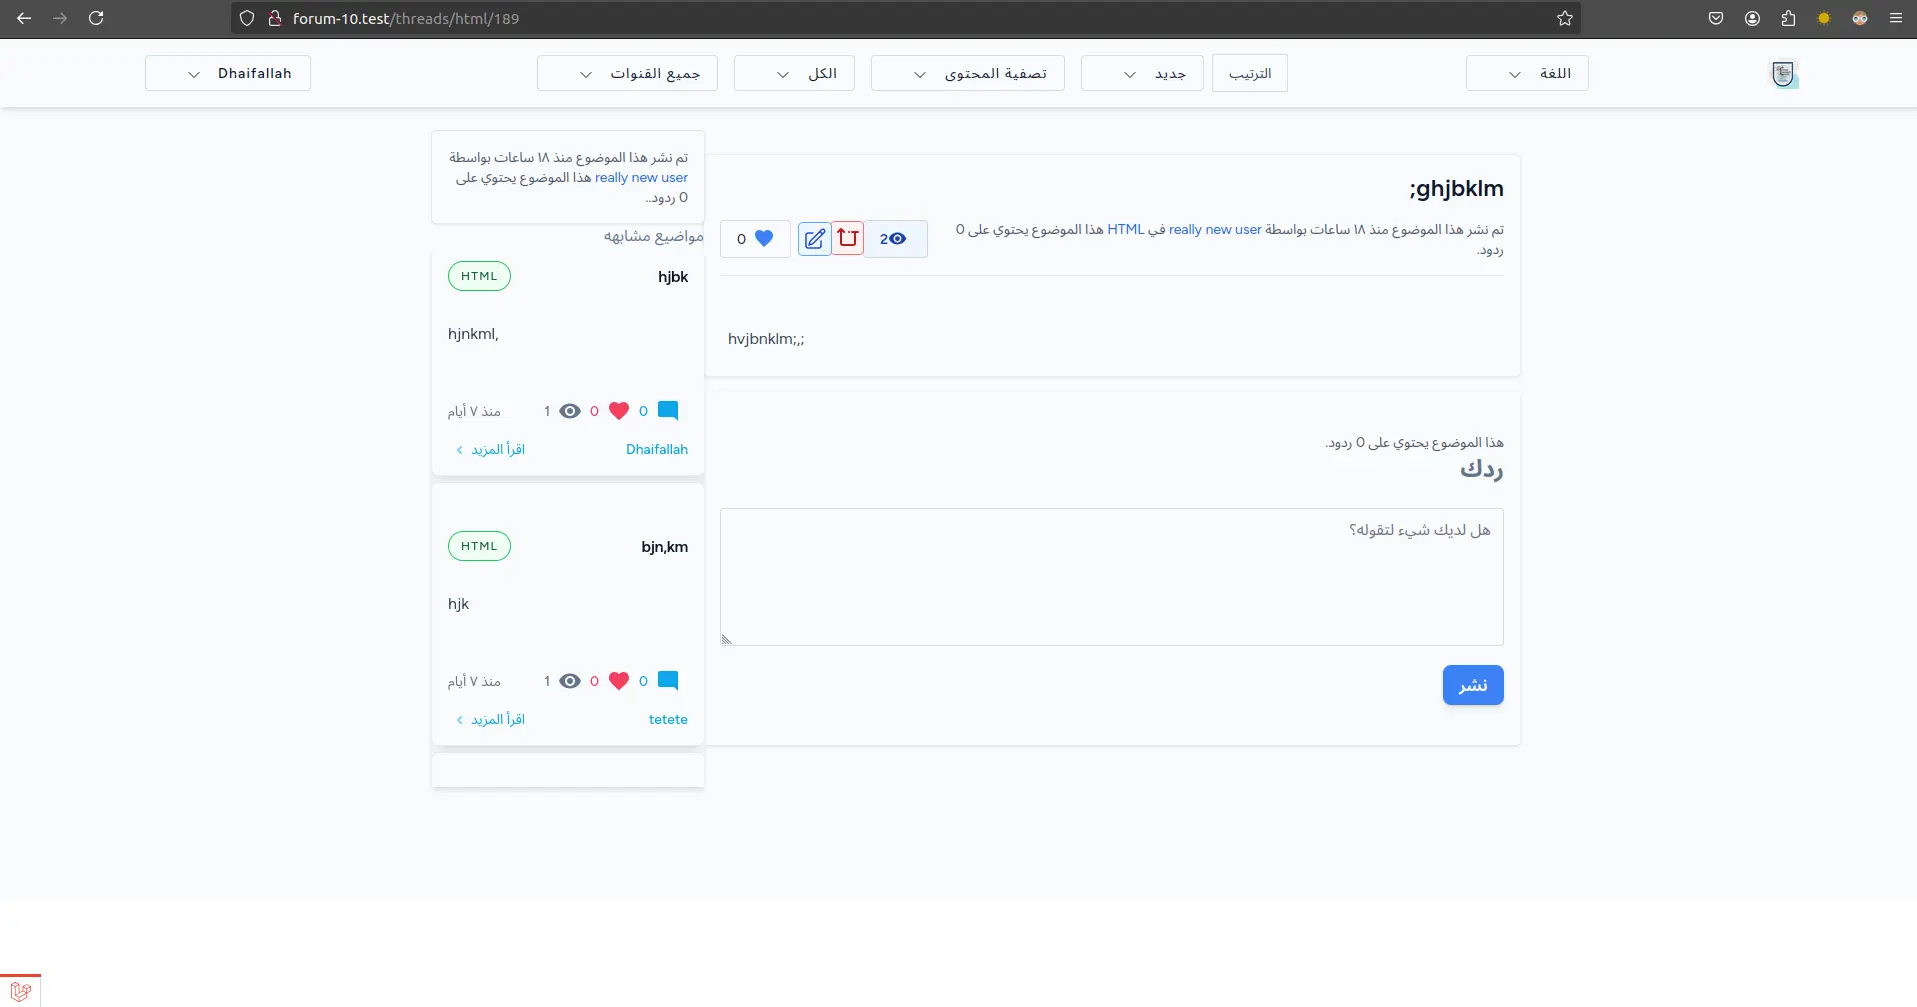 forum-10.test/threads/html/189
اللغة
الترتيب
جديد
تصفية المحتوى
الكل
جميع القنوات
Dhaifallah
ghjbklm;
تم نشر هذا الموضوع منذ ١٨ ساعات بواسطة really new user في HTML هذا الموضوع يحتوي على 0
ردود.
2
0
hvjbnklm;,;
هذا الموضوع يحتوي على 0 ردود.
ردك
هل لديك شيء لتقوله؟
نشر
تم نشر هذا الموضوع منذ ١٨ ساعات بواسطة
really new user هذا الموضوع يحتوي على
0 ردود..
مواضيع مشابهه
hjbk
HTML
hjnkml,
0 0 1 منذ ٧ أيام
Dhaifallah
اقرأ المزيد
bjn,km
HTML
hjk
0 0 1 منذ ٧ أيام
tetete
اقرأ المزيد